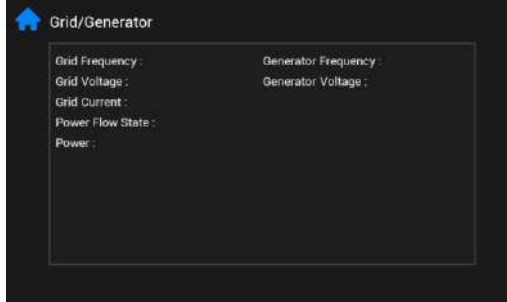 Grid/Generator
Grid Frequency :
Generator Frequency :
Grid Voltage :
Generator Voltage :
Grid Current :
Power Flow State :
Power :